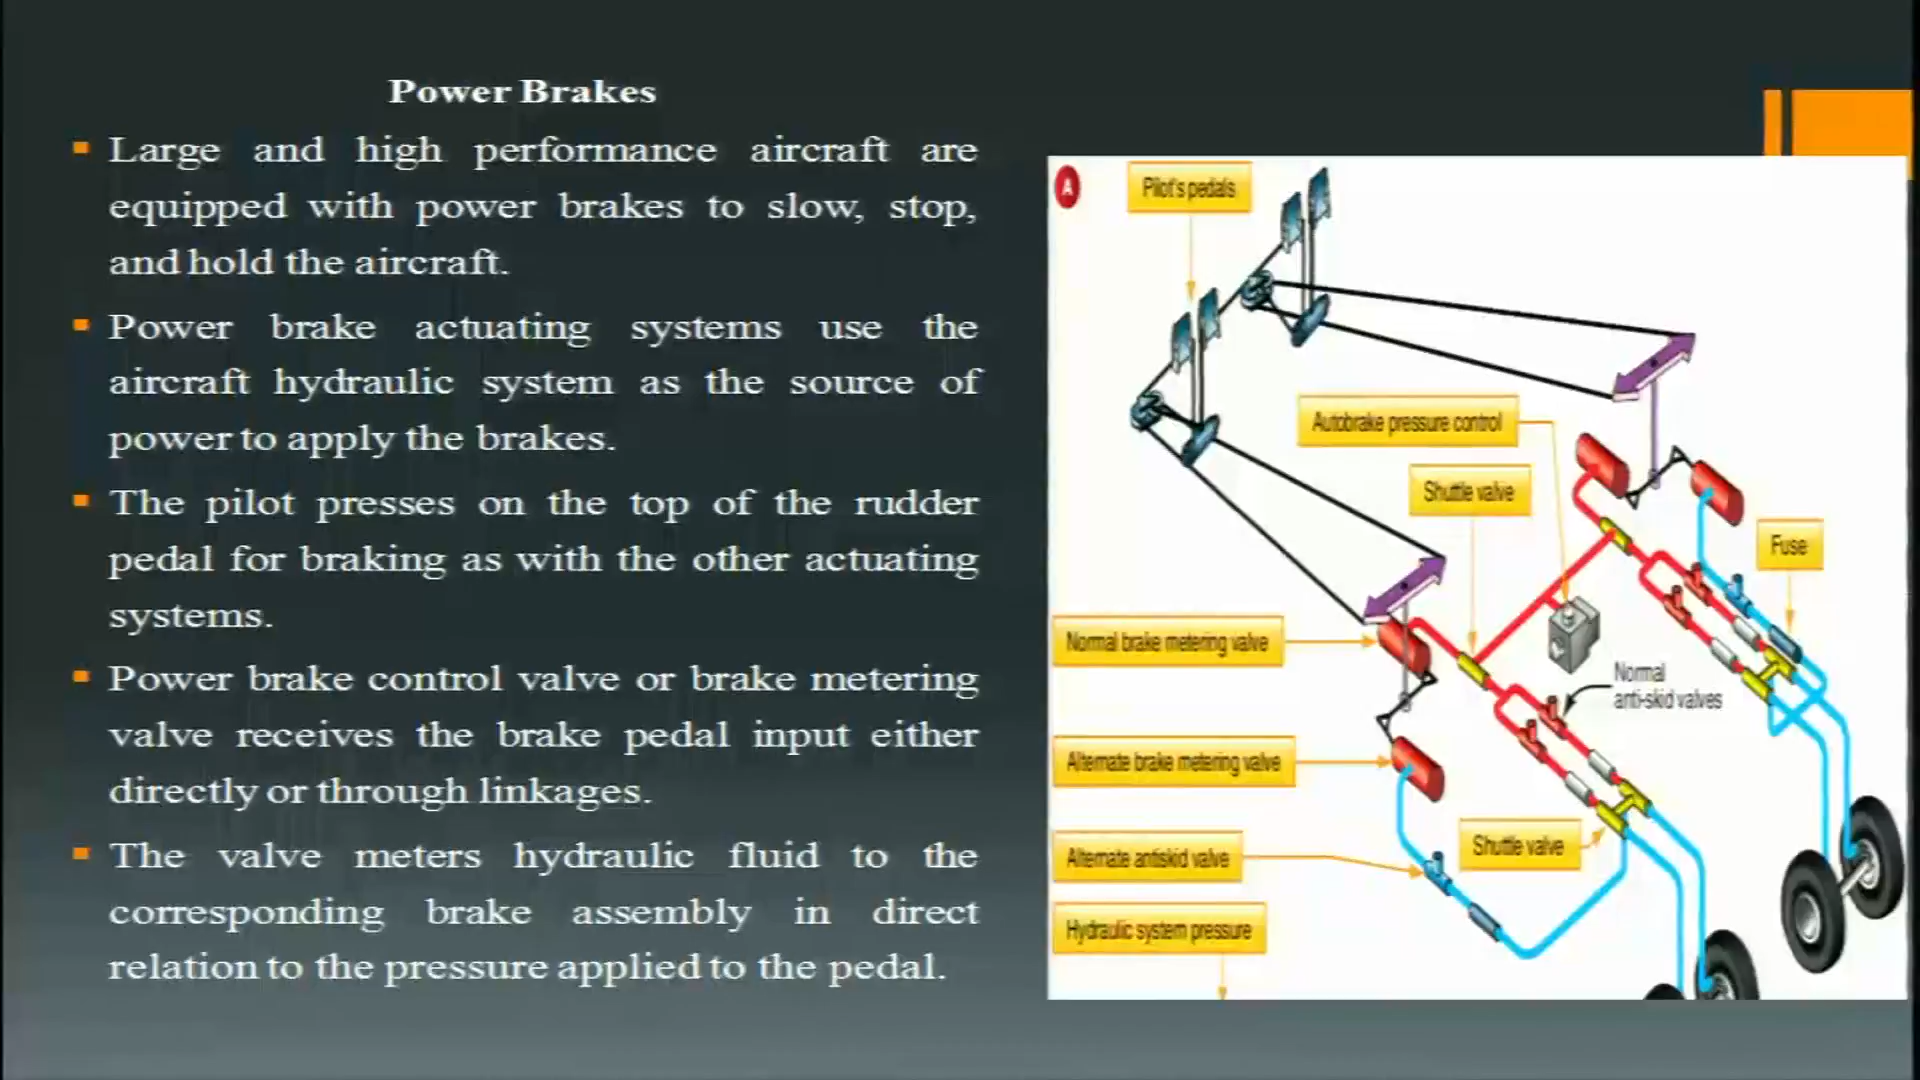 Power Brakes
Large and high performance aircraft are
equipped with power brakes to slow, stop,
and hold the aircraft.
Power brake actuating systems use the
aircraft hydraulic system as the source of
power to apply the brakes.
The pilot presses on the top of the rudder
pedal for braking as with the other actuating
systems.
Power brake control valve or brake metering
valve receives the brake pedal input either
directly or through linkages.
The valve meters hydraulic fluid to the
corresponding brake assembly in direct
relation to the pressure applied to the pedal.
A
Pilot's pedals
Autobrake pressure control
Shuttle valve
Fuse
Normal brake metering valve
Normal
anti-skid valves
Alternate brake metering valve
Shuttle valve
Alternate antiskid valve
Hydraulic system pressure